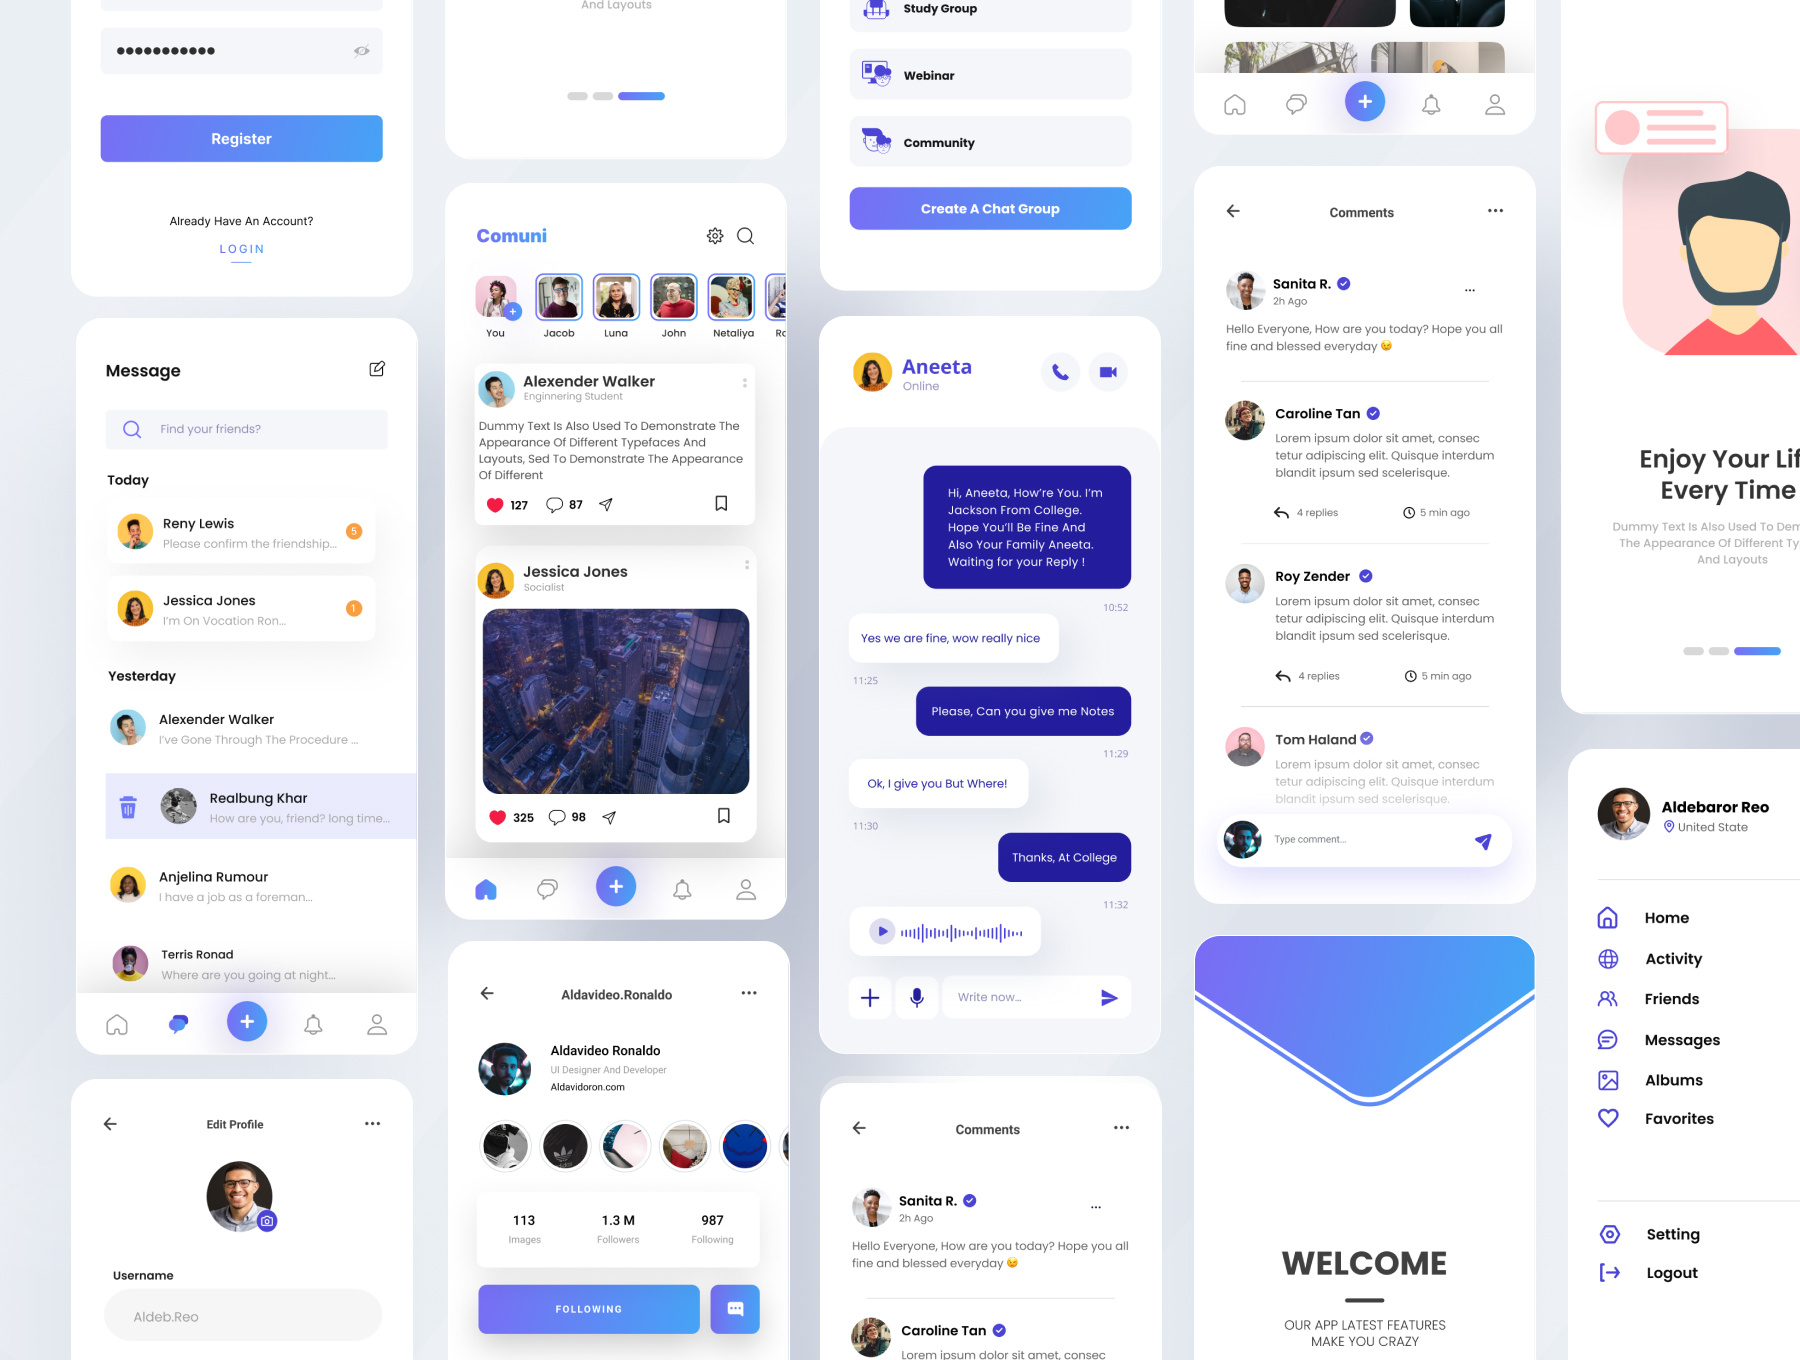 ●●●●●●●●●●●
Register
Already Have An Account?
LOGIN
Message
Find your friends?
Today
Reny Lewis
Please confirm the friendship...
5
Jessica Jones
I'm On Vocation Ron...
1
Yesterday
Alexender Walker
I've Gone Through The Procedure ...
Realbung Khar
How are you, friend? long time...
Anjelina Rumour
I have a job as a foreman...
Terris Ronad
Where are you going at night...
Edit Profile
Username
Aldeb.Reo
And Layouts
Comuni
You
Jacob
Luna
John
Netaliya
Alexender Walker
Enginnering Student
Dummy Text Is Also Used To Demonstrate The
Appearance Of Different Typefaces And
Layouts, Sed To Demonstrate The Appearance
Of Different
127
87
Jessica Jones
Socialist
325
98
Aldavideo.Ronaldo
Aldavideo Ronaldo
UI Designer And Developer
Aldavidoron.com
113
1.3 M
987
Images
Followers
Following
FOLLOWING
Study Group
Webinar
Community
Create A Chat Group
Aneeta
Online
Hi, Aneeta, How're You. I'm
Jackson From College.
Hope You'll Be Fine And
Also Your Family Aneeta.
Waiting for your Reply !
10:52
Yes we are fine, wow really nice
11:25
Please, Can you give me Notes
11:29
Ok, I give you But Where!
11:30
Thanks, At College
11:32
Write now...
Comments
Sanita R.
2h Ago
Hello Everyone, How are you today? Hope you all
fine and blessed everyday 😉
Caroline Tan
Lorem ipsum dolor sit amet, consec
Comments
Sanita R.
2h Ago
Hello Everyone, How are you today? Hope you all
fine and blessed everyday 😉
Caroline Tan
Lorem ipsum dolor sit amet, consec
tetur adipiscing elit. Quisque interdum
blandit ipsum sed scelerisque.
4 replies
5 min ago
Roy Zender
Lorem ipsum dolor sit amet, consec
tetur adipiscing elit. Quisque interdum
blandit ipsum sed scelerisque.
4 replies
5 min ago
Tom Haland
Lorem ipsum dolor sit amet, consec
tetur adipiscing elit. Quisque interdum
blandit ipsum sed scelerisque.
Type comment...
WELCOME
OUR APP LATEST FEATURES
MAKE YOU CRAZY
Enjoy Your
Every Time
Dummy Text Is Also Used To
The Appearance Of Different
And Layouts
Aldebaror Reo
United State
Home
Activity
Friends
Messages
Albums
Favorites
Setting
Logout